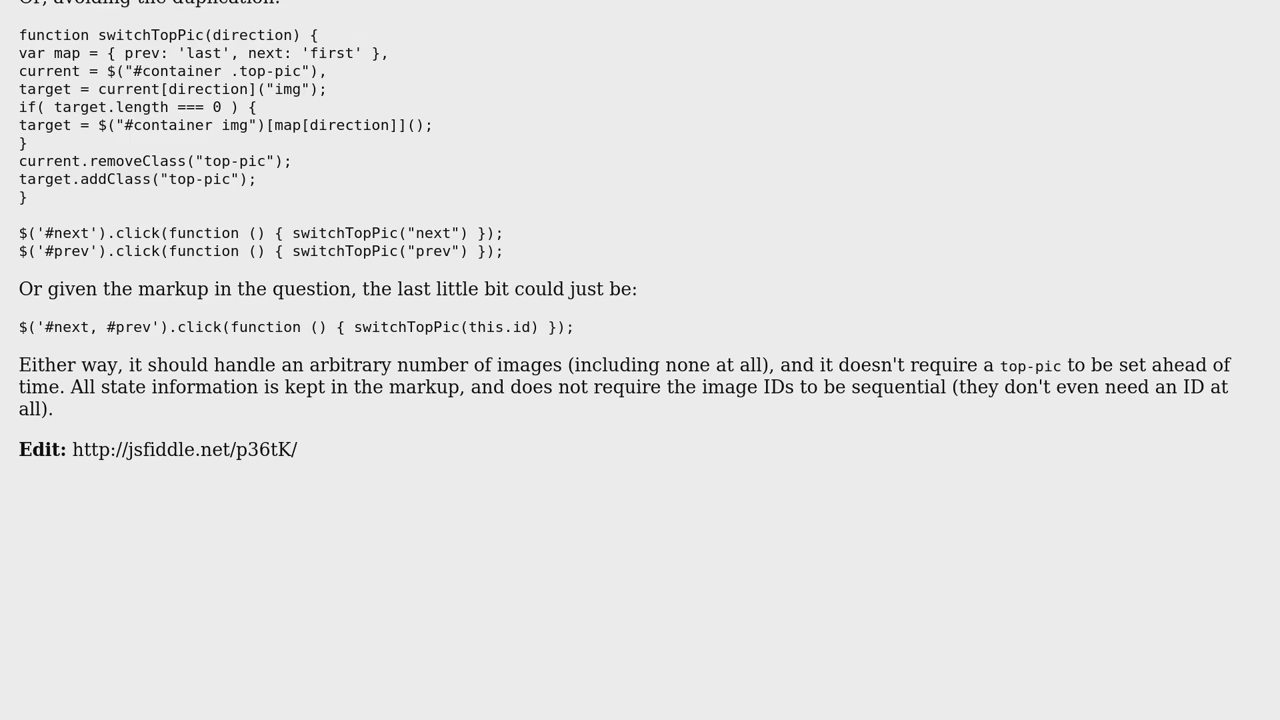 Or, avoiding the duplication:
function switchTopPic(direction) {
var map = { prev: 'last', next: 'first' },
current = $("#container .top-pic"),
target = current[direction]("img");
if( target.length === 0 ) {
target = $("#container img")[map[direction]]();
}
current.removeClass("top-pic");
target.addClass("top-pic");
}
$('#next').click(function () { switchTopPic("next") });
$('#prev').click(function () { switchTopPic("prev") });
Or given the markup in the question, the last little bit could just be:
$('#next, #prev').click(function () { switchTopPic(this.id) });
Either way, it should handle an arbitrary number of images (including none at all), and it doesn't require a top-pic to be set ahead of
time. All state information is kept in the markup, and does not require the image IDs to be sequential (they don't even need an ID at
all).
Edit: http://jsfiddle.net/p36tK/